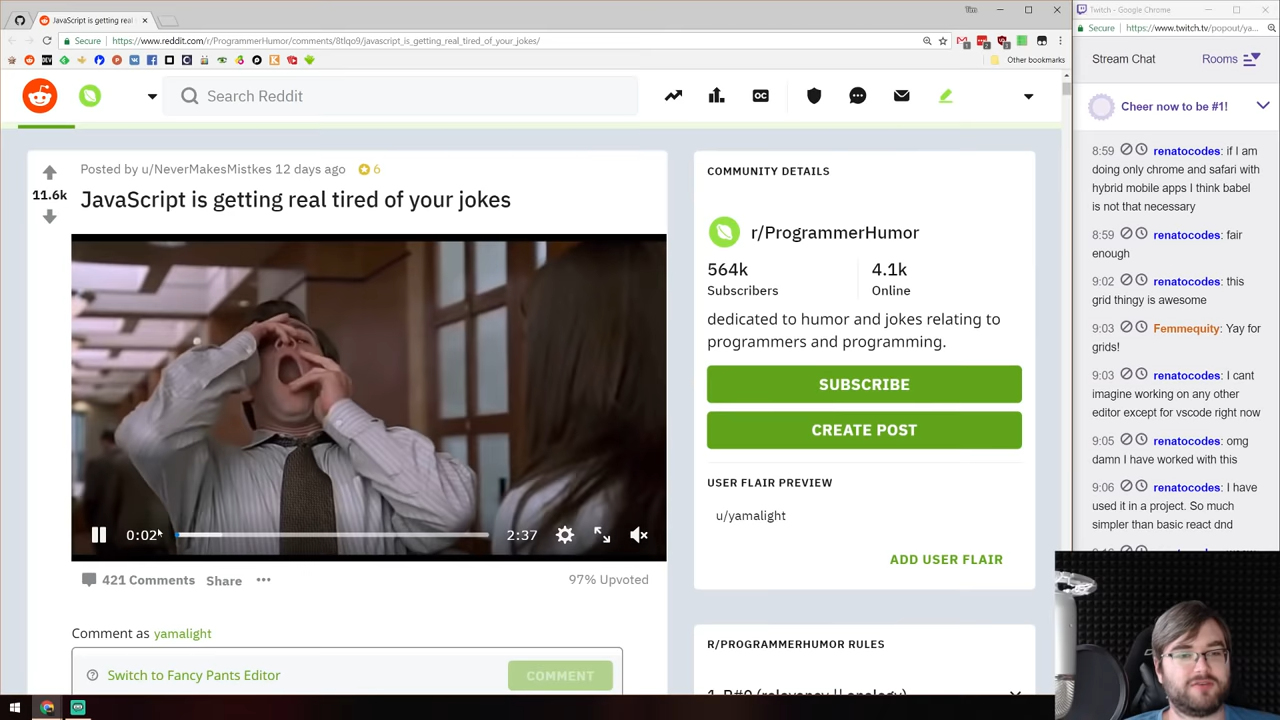 JavaScript is getting real
Tim
Secure
https://www.reddit.com/r/ProgrammerHumor/comments/8tlqo9/javascript_is_getting_real_tired_of_your_jokes/
Other bookmarks
Search Reddit
Posted by u/NeverMakesMistkes 12 days ago
6
11.6k
JavaScript is getting real tired of your jokes
0:02
2:37
421 Comments
Share
97% Upvoted
Comment as yamalight
Switch to Fancy Pants Editor
COMMENT
COMMUNITY DETAILS
r/ProgrammerHumor
564k
4.1k
Subscribers
Online
dedicated to humor and jokes relating to
programmers and programming.
SUBSCRIBE
CREATE POST
USER FLAIR PREVIEW
u/yamalight
ADD USER FLAIR
R/PROGRAMMERHUMOR RULES
Twitch - Google Chrome
Secure
https://www.twitch.tv/popout/ya...
Stream Chat
Rooms
Cheer now to be #1!
8:59 renatocodes: if I am
doing only chrome and safari with
hybrid mobile apps I think babel
is not that necessary
8:59 renatocodes: fair
enough
9:02 renatocodes: this
grid thingy is awesome
9:03 Femmequity: Yay for
grids!
9:03 renatocodes: I cant
imagine working on any other
editor except for vscode right now
9:05 renatocodes: omg
damn I have worked with this
9:06 renatocodes: I have
used it in a project. So much
simpler than basic react dnd